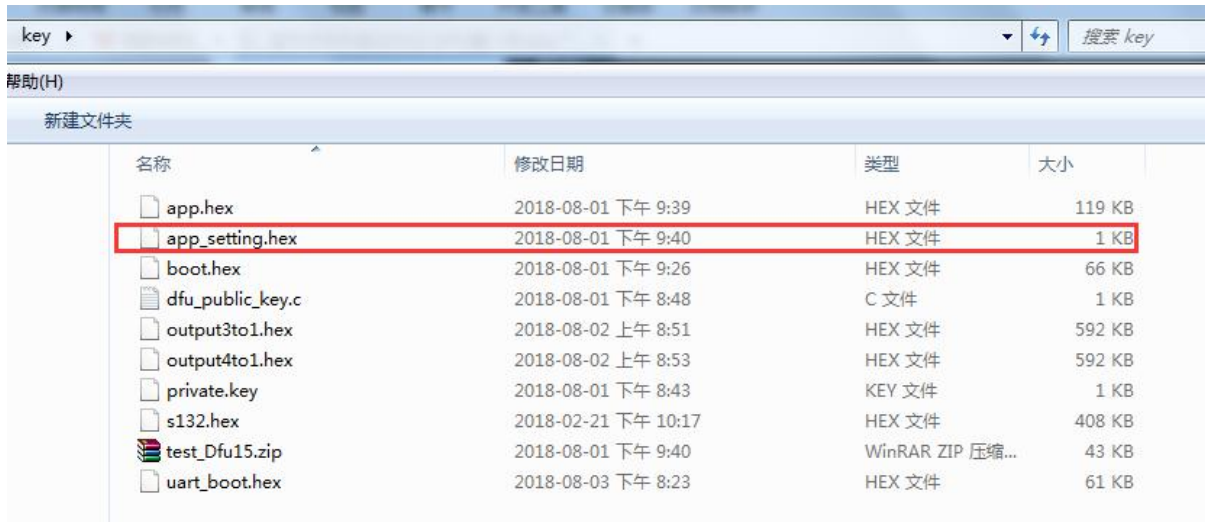 key
搜索 key
帮助(H)
新建文件夹
名称 修改日期 类型 大小
app.hex 2018-08-01 下午 9:39 HEX 文件 119 KB
app_setting.hex 2018-08-01 下午 9:40 HEX 文件 1 KB
boot.hex 2018-08-01 下午 9:26 HEX 文件 66 KB
dfu_public_key.c 2018-08-01 下午 8:48 C 文件 1 KB
output3to1.hex 2018-08-02 上午 8:51 HEX 文件 592 KB
output4to1.hex 2018-08-02 上午 8:53 HEX 文件 592 KB
private.key 2018-08-01 下午 8:43 KEY 文件 1 KB
s132.hex 2018-02-21 下午 10:17 HEX 文件 408 KB
test_Dfu15.zip 2018-08-01 下午 9:40 WinRAR ZIP 压缩... 43 KB
uart_boot.hex 2018-08-03 下午 8:23 HEX 文件 61 KB